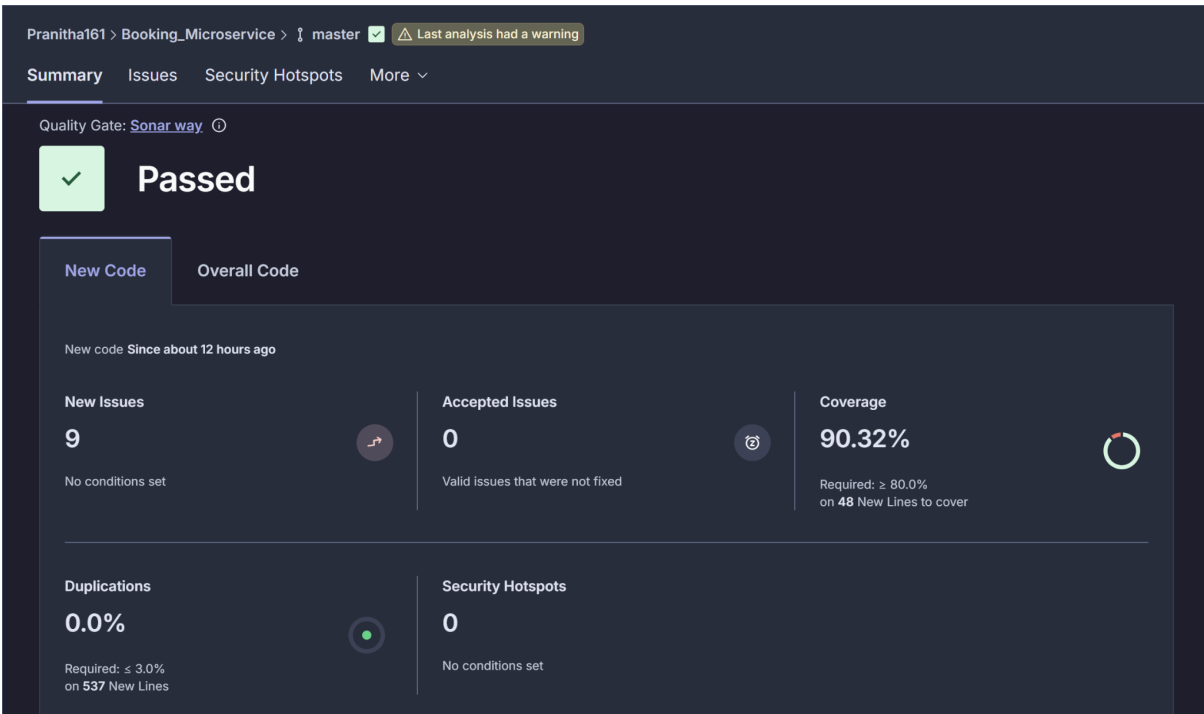 Pranitha161 > Booking_Microservice > master Last analysis had a warning
Summary Issues Security Hotspots More
Quality Gate: Sonar way
Passed
New Code Overall Code
New code Since about 12 hours ago
New Issues
9
No conditions set
Accepted Issues
0
Valid issues that were not fixed
Coverage
90.32%
Required: ≥ 80.0%
on 48 New Lines to cover
Duplications
0.0%
Required: ≤ 3.0%
on 537 New Lines
Security Hotspots
0
No conditions set